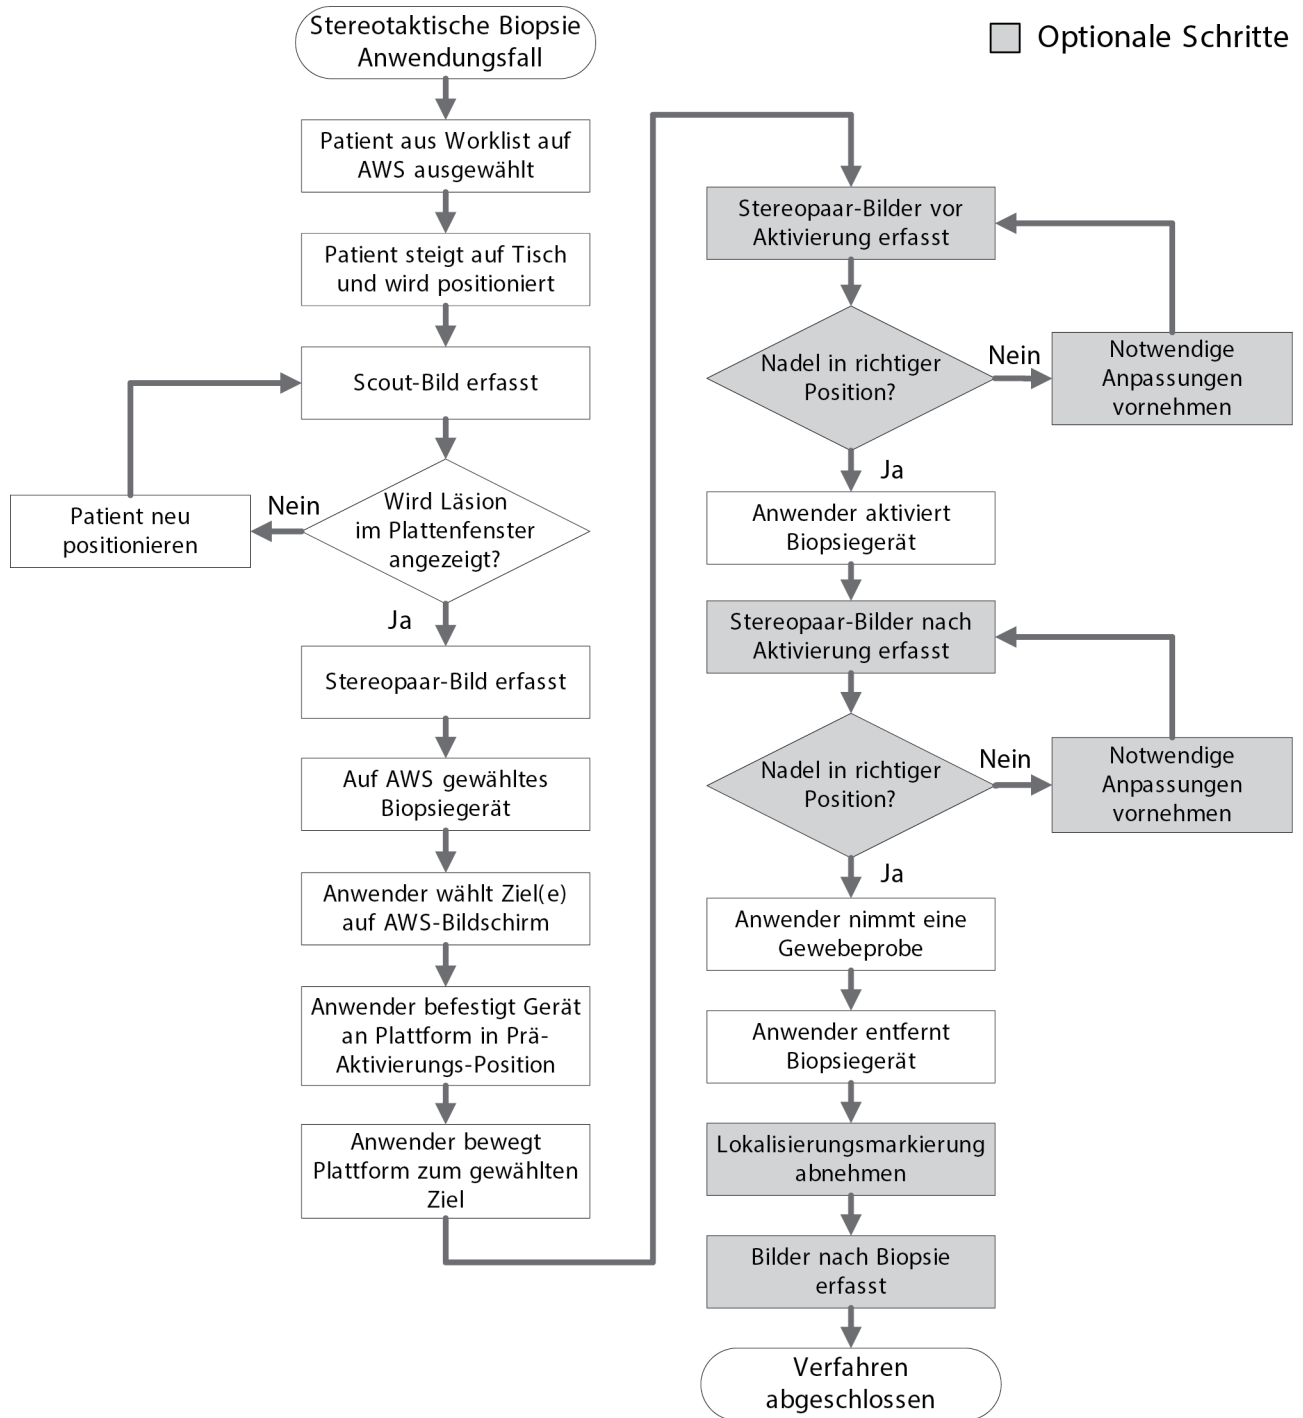 Stereotaktische Biopsie
Anwendungsfall
Optionale Schritte
Patient aus Worklist auf
AWS ausgewählt
Patient steigt auf Tisch
und wird positioniert
Scout-Bild erfasst
Wird Läsion
im Plattenfenster
angezeigt?
Nein
Patient neu
positionieren
Ja
Stereopaar-Bild erfasst
Auf AWS gewähltes
Biopsiegerät
Anwender wählt Ziel(e)
auf AWS-Bildschirm
Anwender befestigt Gerät
an Plattform in Prä-
Aktivierungs-Position
Anwender bewegt
Plattform zum gewählten
Ziel
Stereopaar-Bilder vor
Aktivierung erfasst
Nadel in richtiger
Position?
Nein
Notwendige
Anpassungen
vornehmen
Ja
Anwender aktiviert
Biopsiegerät
Stereopaar-Bilder nach
Aktivierung erfasst
Nadel in richtiger
Position?
Nein
Notwendige
Anpassungen
vornehmen
Ja
Anwender nimmt eine
Gewebeprobe
Anwender entfernt
Biopsiegerät
Lokalisierungsmarkierung
abnehmen
Bilder nach Biopsie
erfasst
Verfahren
abgeschlossen